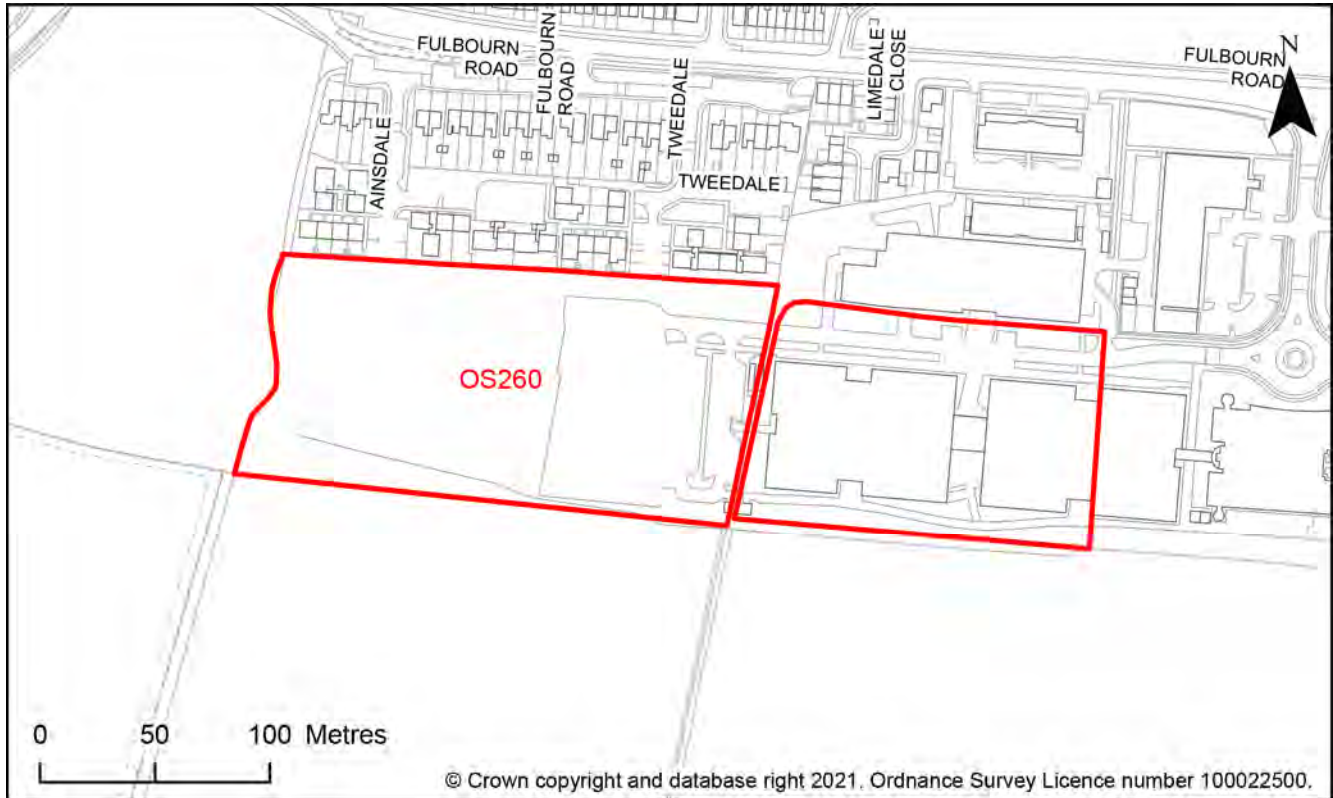 FULBOURN
ROAD
FULBOURN
ROAD
TWEEDALE
LIMEDALE
CLOSE
FULBOURN
ROAD
N
AINSDALE
TWEEDALE
OS260
0 50 100 Metres
© Crown copyright and database right 2021. Ordnance Survey Licence number 100022500.